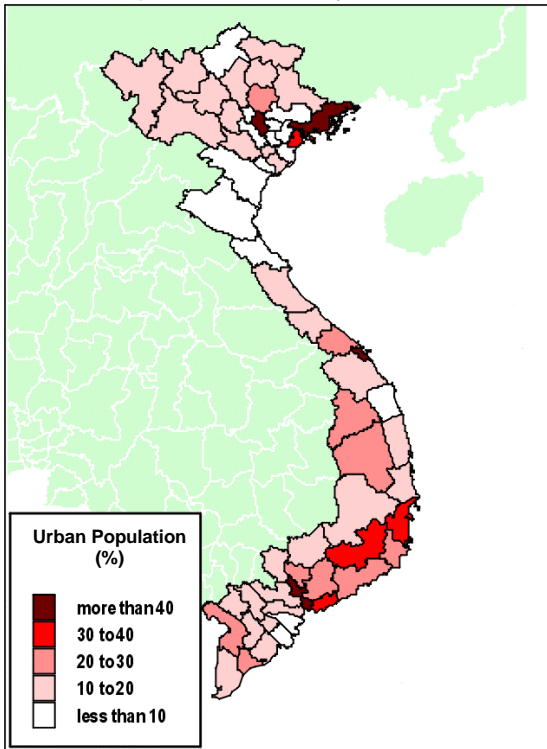 Urban Population
(%)
more than 40
30 to 40
20 to 30
10 to 20
less than 10